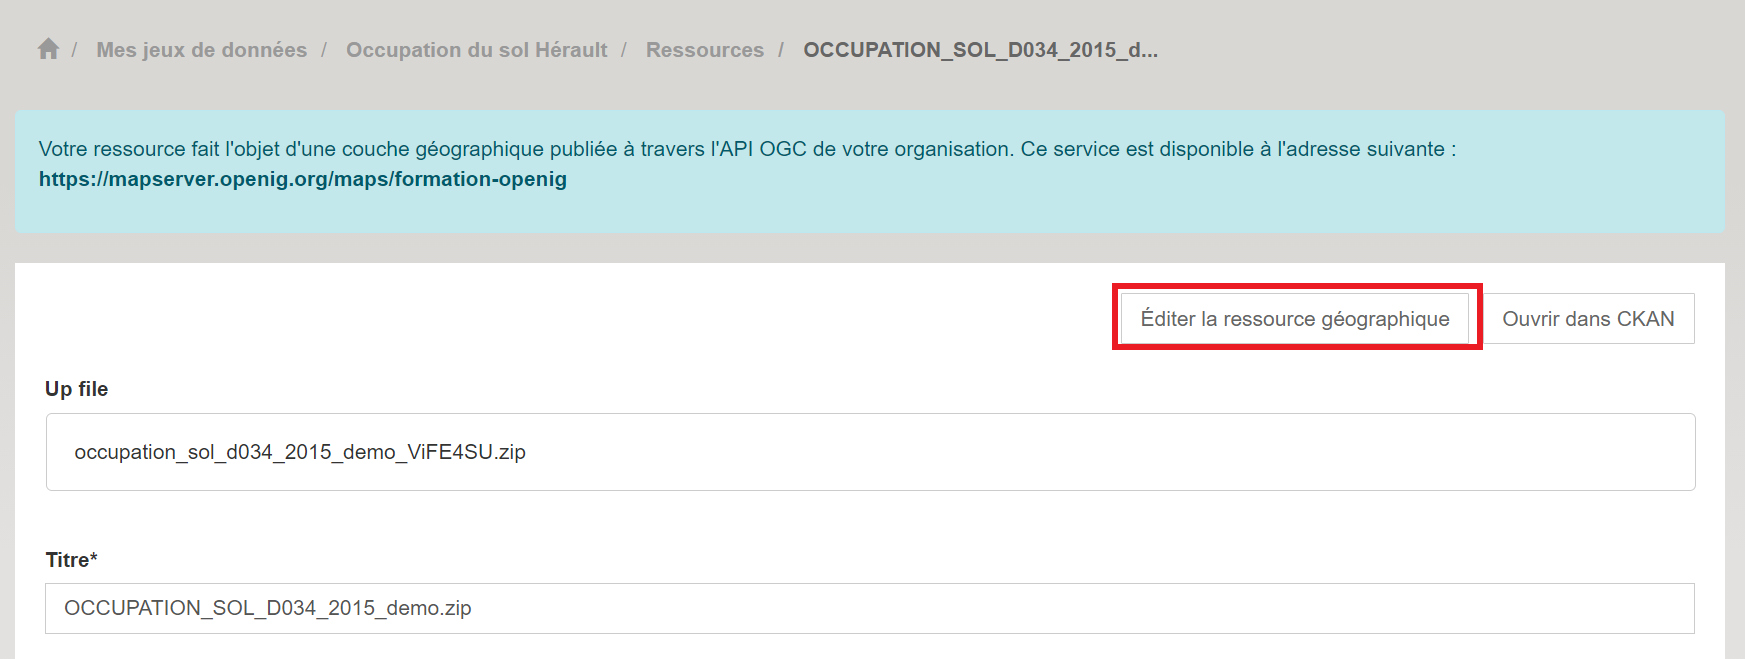 / Mes jeux de données / Occupation du sol Hérault / Ressources / OCCUPATION_SOL_D034_2015_d...
Votre ressource fait l'objet d'une couche géographique publiée à travers l'API OGC de votre organisation. Ce service est disponible à l'adresse suivante :
https://mapserver.openig.org/maps/formation-openig
Éditer la ressource géographique Ouvrir dans CKAN
Up file
occupation_sol_d034_2015_demo_ViFE4SU.zip
Titre*
OCCUPATION_SOL_D034_2015_demo.zip